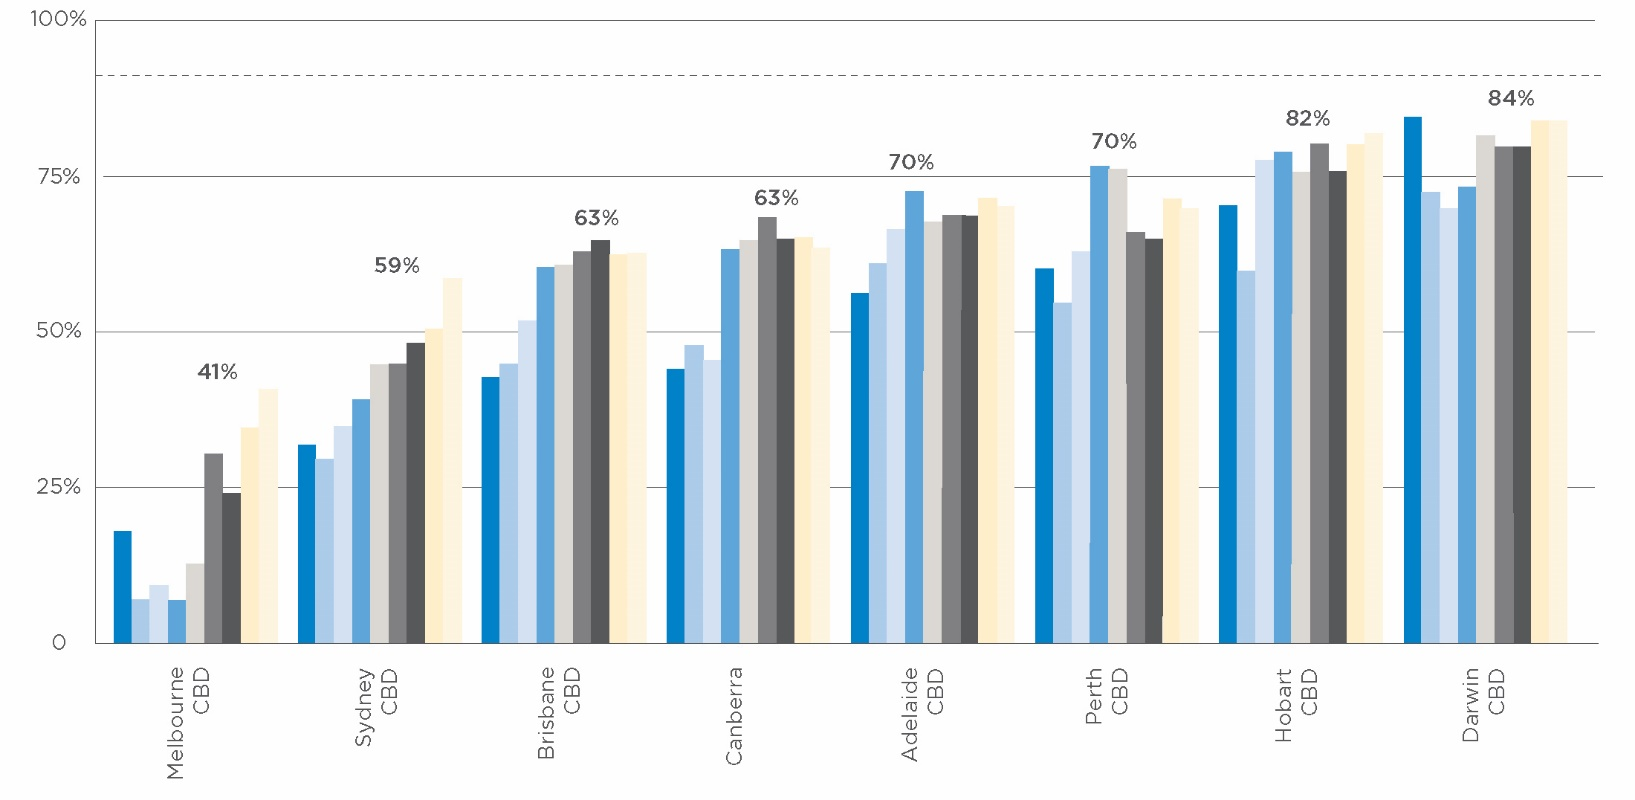 100%
84%
82%
70%
75%
70%
63%
63%
59%
50%
41%
25%
0
Melbourne
CBD
Sydney
CBD
Brisbane
CBD
Canberra
Adelaide
CBD
Perth
CBD
Hobart
CBD
Darwin
CBD